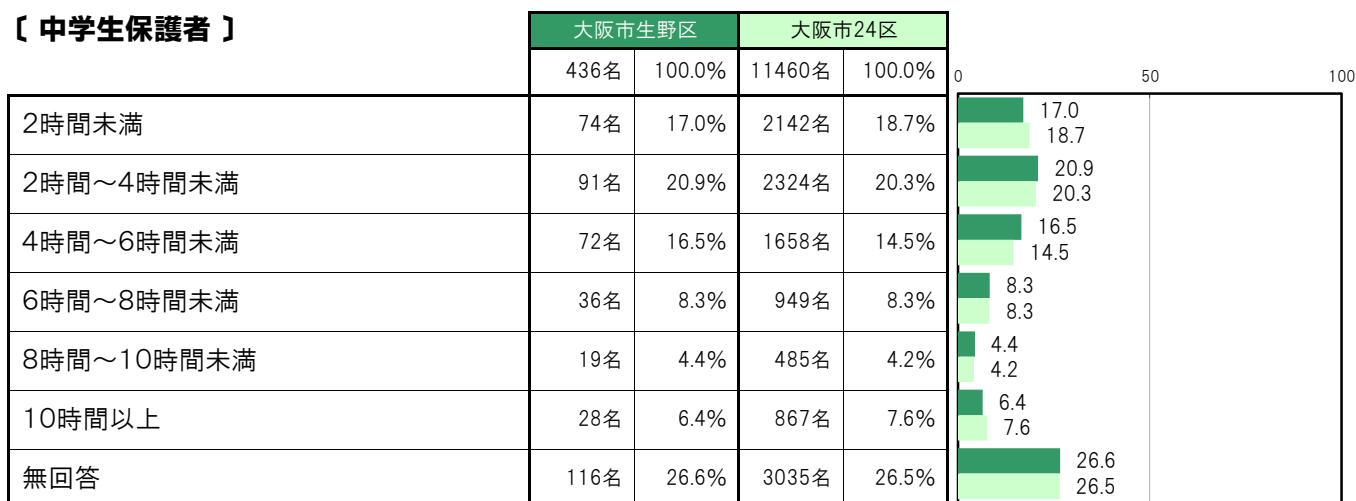 〔 中学生保護者 〕
大阪市生野区 大阪市24区
436名 100.0% 11460名 100.0%
0 50 100
2時間未満 74名 17.0% 2142名 18.7%
17.0
18.7
2時間～4時間未満 91名 20.9% 2324名 20.3%
20.9
20.3
4時間～6時間未満 72名 16.5% 1658名 14.5%
16.5
14.5
6時間～8時間未満 36名 8.3% 949名 8.3%
8.3
8.3
8時間～10時間未満 19名 4.4% 485名 4.2%
4.4
4.2
10時間以上 28名 6.4% 867名 7.6%
6.4
7.6
無回答 116名 26.6% 3035名 26.5%
26.6
26.5